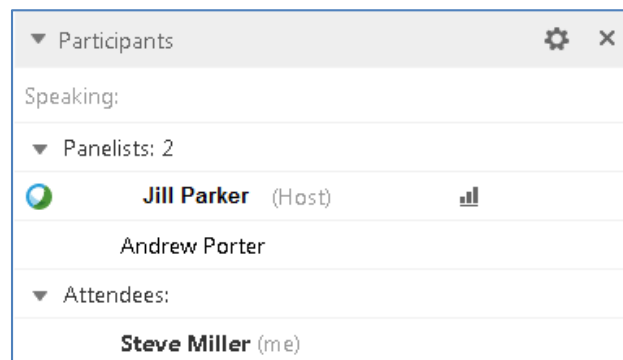 Participants
Speaking:
Panelists: 2
Jill Parker (Host)
Andrew Porter
Attendees:
Steve Miller (me)